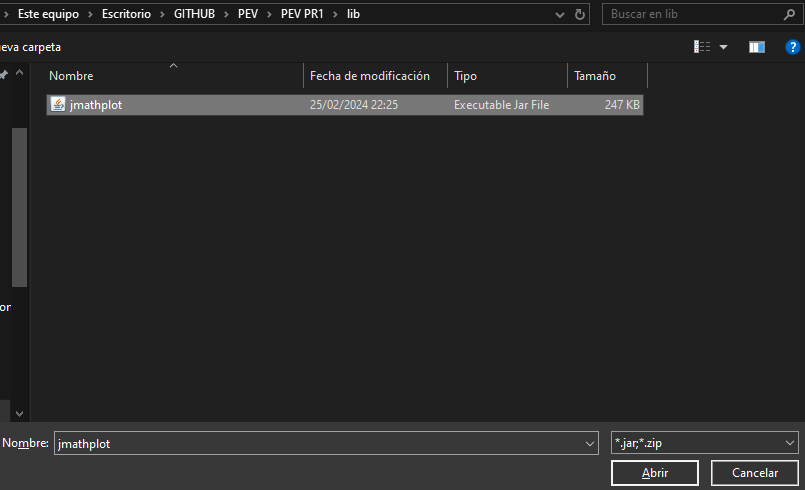 Este equipo > Escritorio > GITHUB > PEV > PEV PR1 > lib
Buscar en lib
ueva carpeta
Nombre Fecha de modificación Tipo Tamaño
jmathplot 25/02/2024 22:25 Executable Jar File 247 KB
or
Nombre: jmathplot *.jar;*.zip
Abrir Cancelar